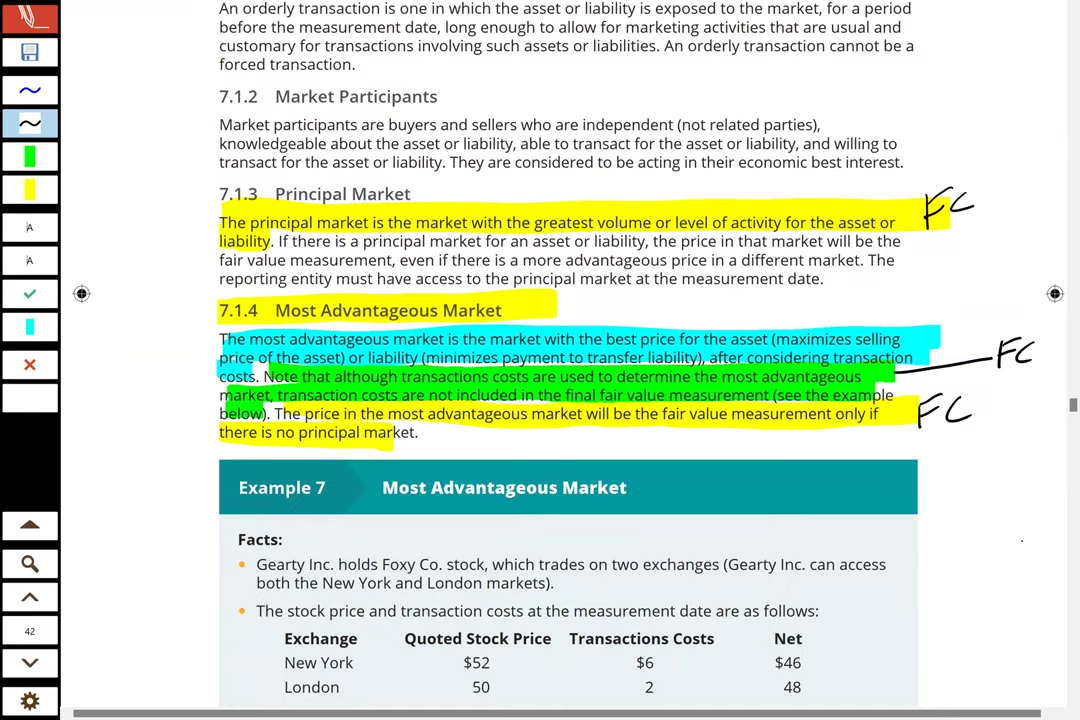 An orderly transaction is one in which the asset or liability is exposed to the market, for a period
before the measurement date, long enough to allow for marketing activities that are usual and
customary for transactions involving such assets or liabilities. An orderly transaction cannot be a
forced transaction.
7.1.2 Market Participants
Market participants are buyers and sellers who are independent (not related parties),
knowledgeable about the asset or liability, able to transact for the asset or liability, and willing to
transact for the asset or liability. They are considered to be acting in their economic best interest.
7.1.3 Principal Market
FC
The principal market is the market with the greatest volume or level of activity for the asset or
liability. If there is a principal market for an asset or liability, the price in that market will be the
fair value measurement, even if there is a more advantageous price in a different market. The
reporting entity must have access to the principal market at the measurement date.
7.1.4 Most Advantageous Market
The most advantageous market is the market with the best price for the asset (maximizes selling
price of the asset) or liability (minimizes payment to transfer liability), after considering transaction
FC
costs. Note that although transactions costs are used to determine the most advantageous
market, transaction costs are not included in the final fair value measurement (see the example
below). The price in the most advantageous market will be the fair value measurement only if
FC
there is no principal market.
Example 7 Most Advantageous Market
Facts:
• Gearty Inc. holds Foxy Co. stock, which trades on two exchanges (Gearty Inc. can access
both the New York and London markets).
• The stock price and transaction costs at the measurement date are as follows:
Exchange Quoted Stock Price Transactions Costs Net
New York $52 $6 $46
London 50 2 48
A
A
42